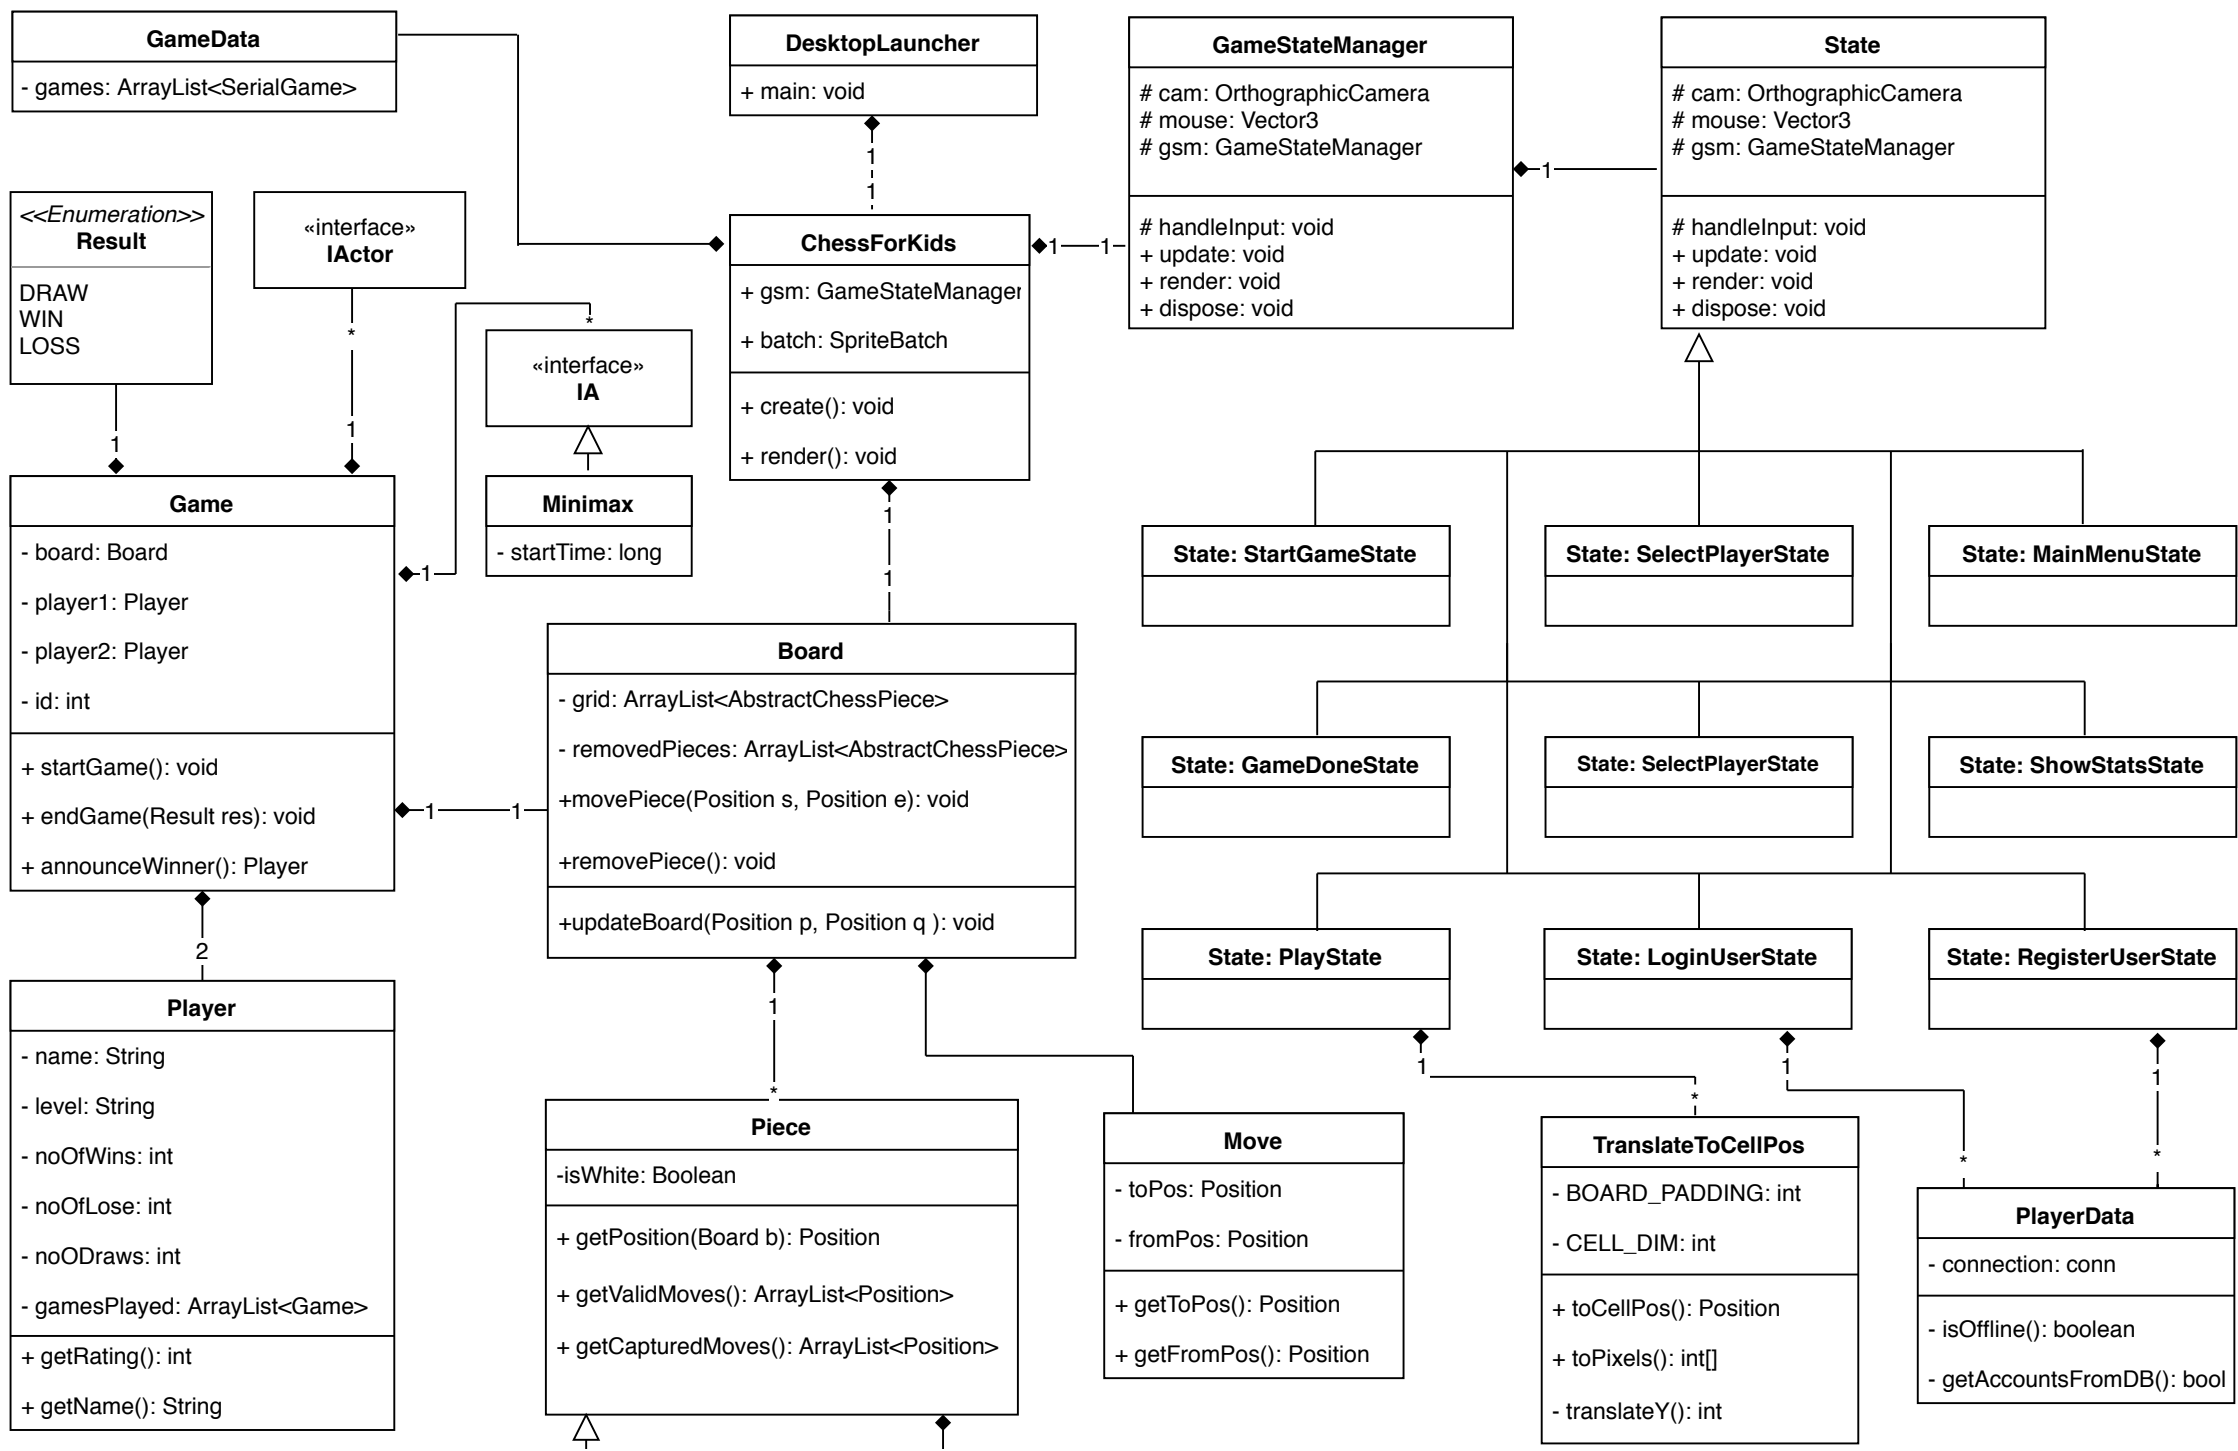 GameData
- games: ArrayList<SerialGame>
DesktopLauncher
+ main: void
1
1
GameStateManager
# cam: OrthographicCamera
# mouse: Vector3
# gsm: GameStateManager
# handleInput: void
+ update: void
+ render: void
+ dispose: void
1
State
# cam: OrthographicCamera
# mouse: Vector3
# gsm: GameStateManager
# handleInput: void
+ update: void
+ render: void
+ dispose: void
<<Enumeration>>
Result
DRAW
WIN
LOSS
1
«interface»
IActor
*
1
*
«interface»
IA
Minimax
- startTime: long
ChessForKids
+ gsm: GameStateManager
+ batch: SpriteBatch
+ create(): void
+ render(): void
1
1
1
1
Game
- board: Board
- player1: Player
- player2: Player
- id: int
+ startGame(): void
+ endGame(Result res): void
+ announceWinner(): Player
1
1
1
2
Board
- grid: ArrayList<AbstractChessPiece>
- removedPieces: ArrayList<AbstractChessPiece>
+movePiece(Position s, Position e): void
+removePiece(): void
+updateBoard(Position p, Position q ): void
1
*
State: StartGameState
State: SelectPlayerState
State: MainMenuState
State: GameDoneState
State: SelectPlayerState
State: ShowStatsState
State: PlayState
State: LoginUserState
State: RegisterUserState
1
*
1
*
1
*
Player
- name: String
- level: String
- noOfWins: int
- noOfLose: int
- noODraws: int
- gamesPlayed: ArrayList<Game>
+ getRating(): int
+ getName(): String
Piece
-isWhite: Boolean
+ getPosition(Board b): Position
+ getValidMoves(): ArrayList<Position>
+ getCapturedMoves(): ArrayList<Position>
Move
- toPos: Position
- fromPos: Position
+ getToPos(): Position
+ getFromPos(): Position
TranslateToCellPos
- BOARD_PADDING: int
- CELL_DIM: int
+ toCellPos(): Position
+ toPixels(): int[]
- translateY(): int
PlayerData
- connection: conn
- isOffline(): boolean
- getAccountsFromDB(): bool